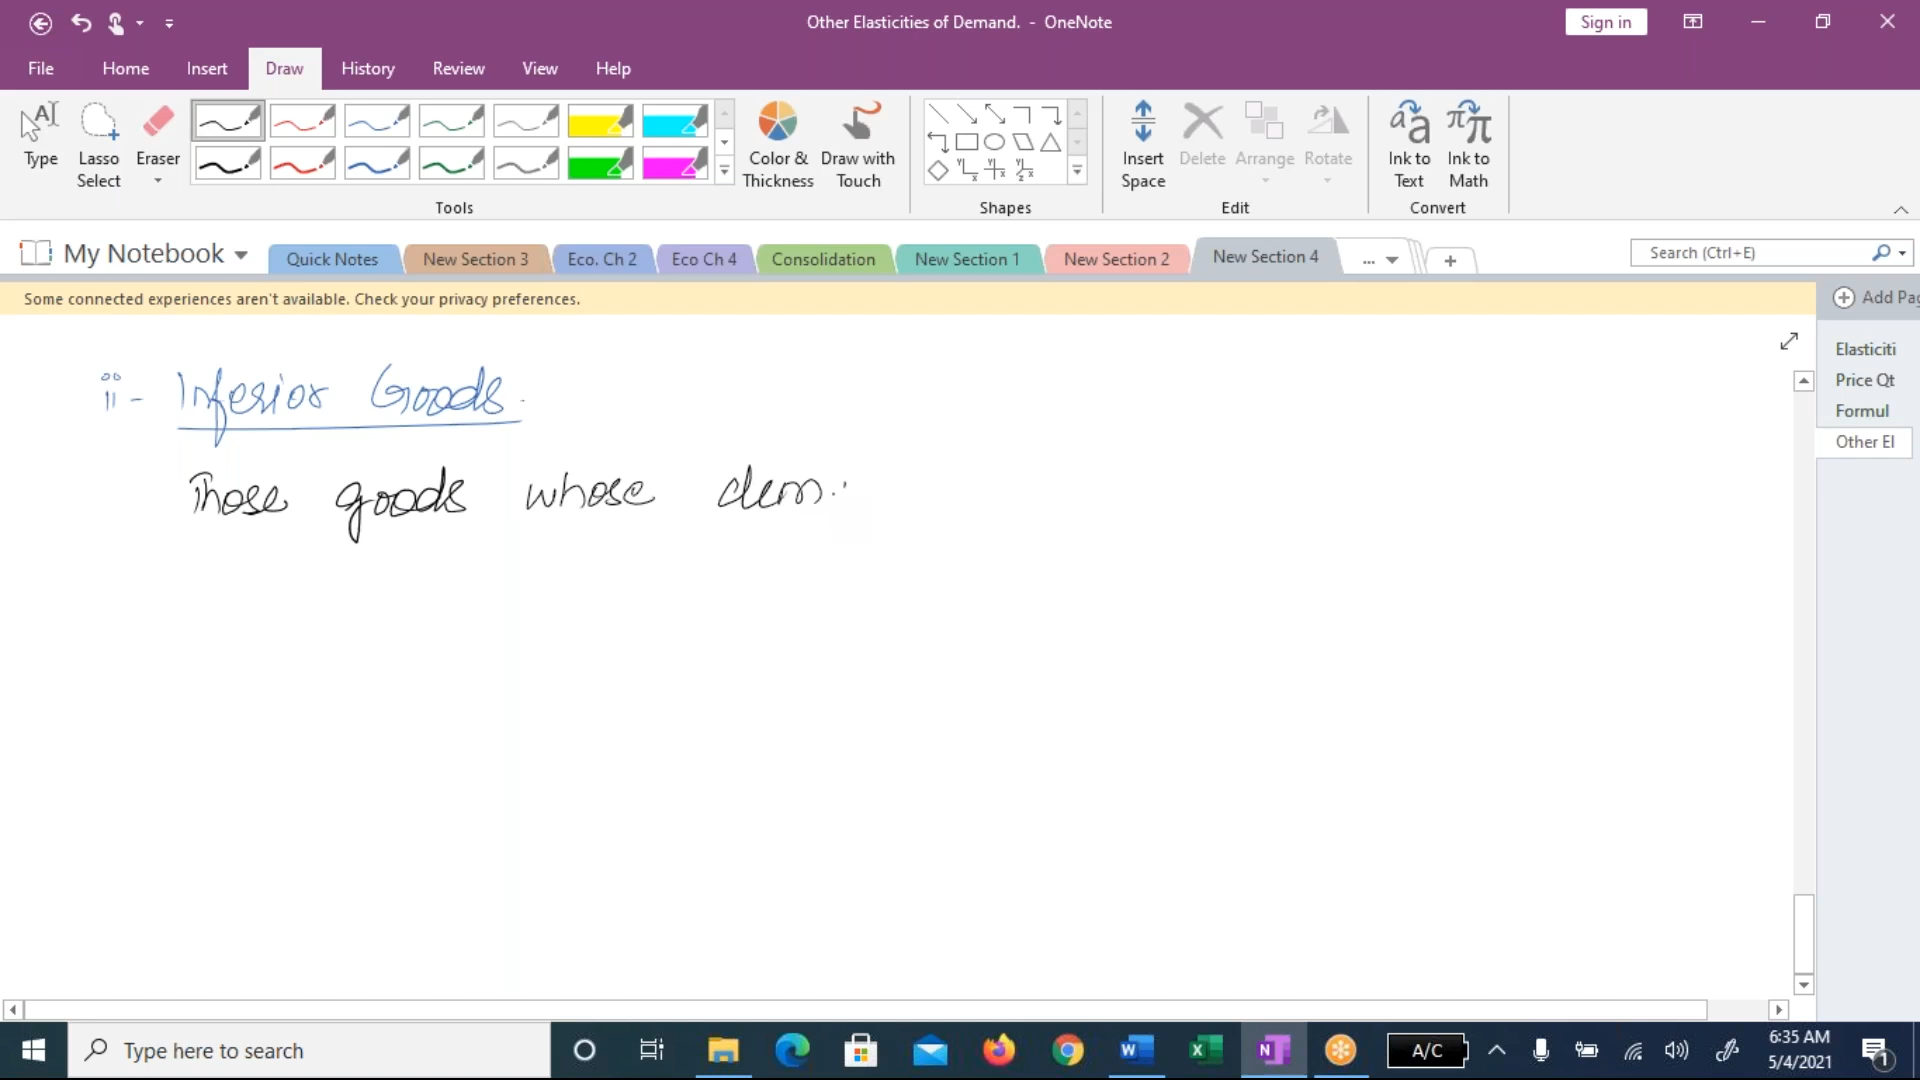 Other Elasticities of Demand. - OneNote
Sign in
File Home Insert Draw History Review View Help
Type
Lasso Select
Eraser
Color & Thickness
Draw with Touch
Insert Space
Delete
Arrange
Rotate
Ink to Text
Ink to Math
Tools Shapes Edit Convert
My Notebook Quick Notes New Section 3 Eco. Ch 2 Eco Ch 4 Consolidation New Section 1 New Section 2 New Section 4 ... + Search (Ctrl+E)
Some connected experiences aren't available. Check your privacy preferences.
Add Pag
Elasticiti
Price Qt
Formul
Other El
ii - Inferior Goods.
Those goods whose dem
Type here to search
A/C
6:35 AM
5/4/2021
1